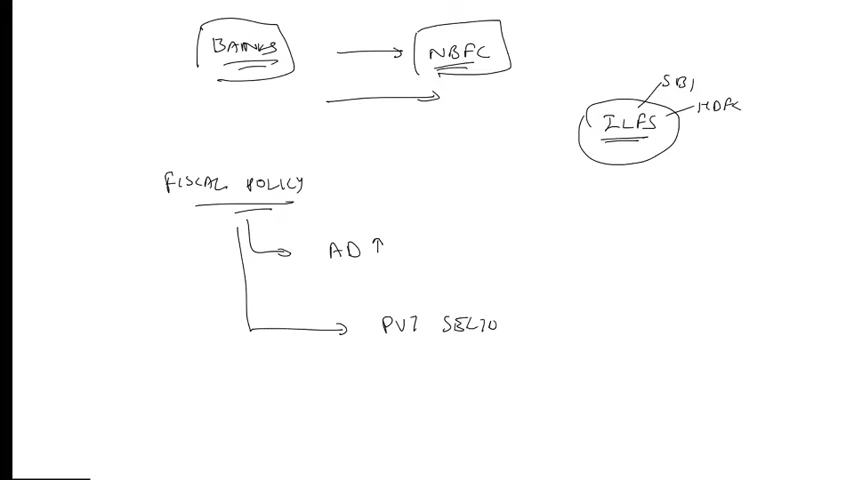 BANKS → NBFC
SBI
HDFC
ILFS
FISCAL POLICY
AD ↑
PVT SECTO